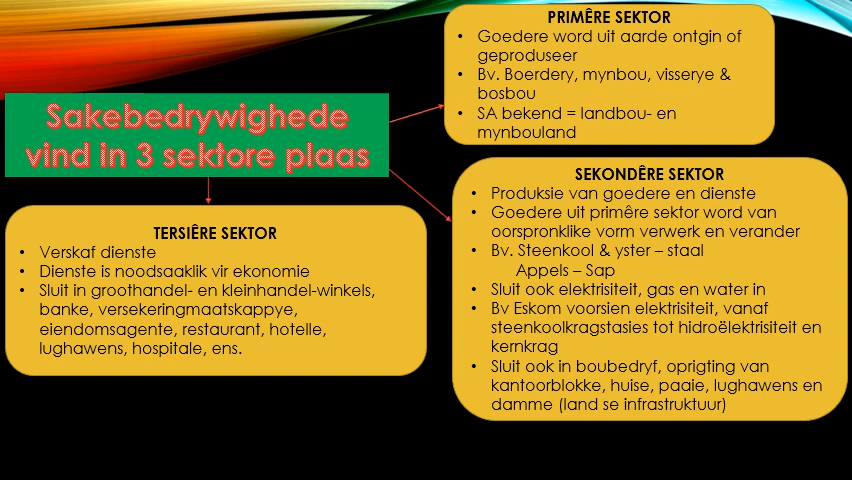 Sakebedrywighede
vind in 3 sektore plaas
PRIMÊRE SEKTOR
• Goedere word uit aarde ontgin of
geproduseer
• Bv. Boerdery, mynbou, visserye &
bosbou
• SA bekend = landbou- en
mynbouland
SEKONDÊRE SEKTOR
• Produksie van goedere en dienste
• Goedere uit primêre sektor word van
oorspronklike vorm verwerk en verander
• Bv. Steenkool & yster – staal
Appels – Sap
• Sluit ook elektrisiteit, gas en water in
• Bv Eskom voorsien elektrisiteit, vanaf
steenkoolkragstasies tot hidroëlektrisiteit en
kernkrag
• Sluit ook in boubedryf, oprigting van
kantoorblokke, huise, paaie, lughawens en
damme (land se infrastruktuur)
TERSIÊRE SEKTOR
• Verskaf dienste
• Dienste is noodsaaklik vir ekonomie
• Sluit in groothandel- en kleinhandel-winkels,
banke, versekeringmaatskappye,
eiendomsagente, restaurant, hotelle,
lughawens, hospitale, ens.